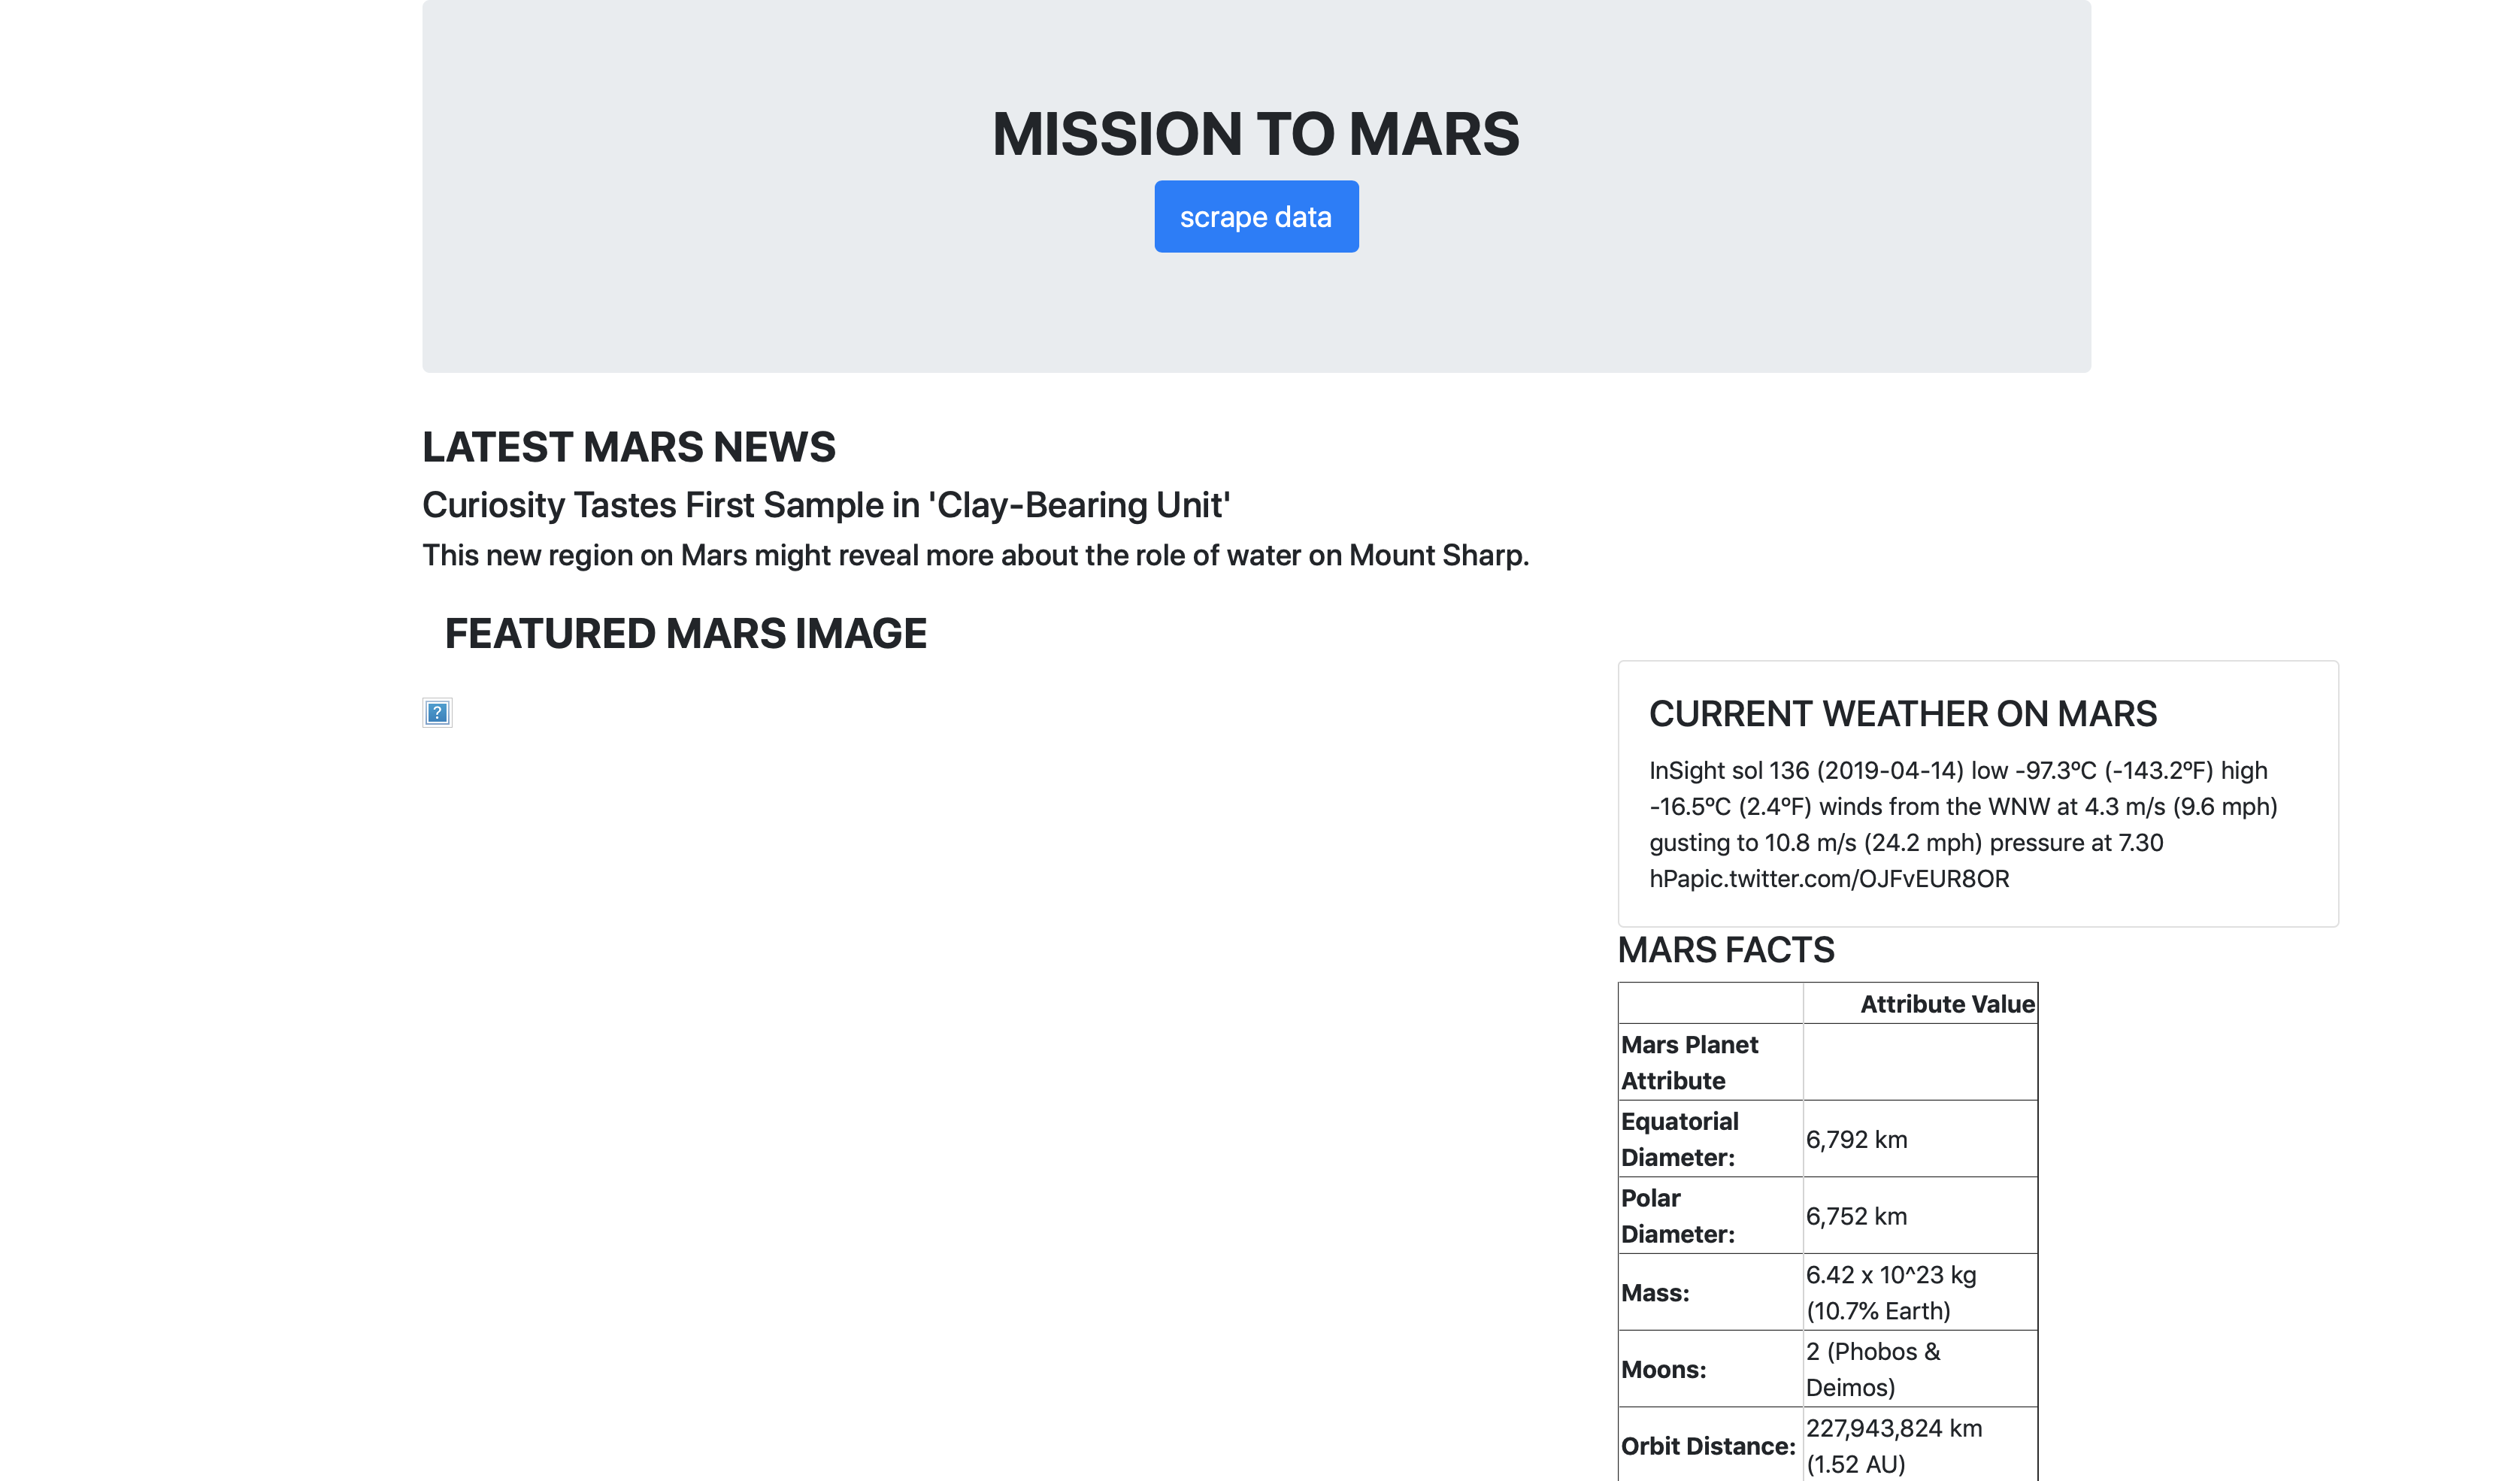 MISSION TO MARS
scrape data
LATEST MARS NEWS
Curiosity Tastes First Sample in 'Clay-Bearing Unit'
This new region on Mars might reveal more about the role of water on Mount Sharp.
FEATURED MARS IMAGE
?
CURRENT WEATHER ON MARS
InSight sol 136 (2019-04-14) low -97.3ºC (-143.2ºF) high
-16.5ºC (2.4ºF) winds from the WNW at 4.3 m/s (9.6 mph)
gusting to 10.8 m/s (24.2 mph) pressure at 7.30
hPapic.twitter.com/OJFvEUR8OR
MARS FACTS
Attribute Value
Mars Planet
Attribute
Equatorial
Diameter:
6,792 km
Polar
Diameter:
6,752 km
Mass:
6.42 x 10^23 kg
(10.7% Earth)
Moons:
2 (Phobos &
Deimos)
Orbit Distance:
227,943,824 km
(1.52 AU)